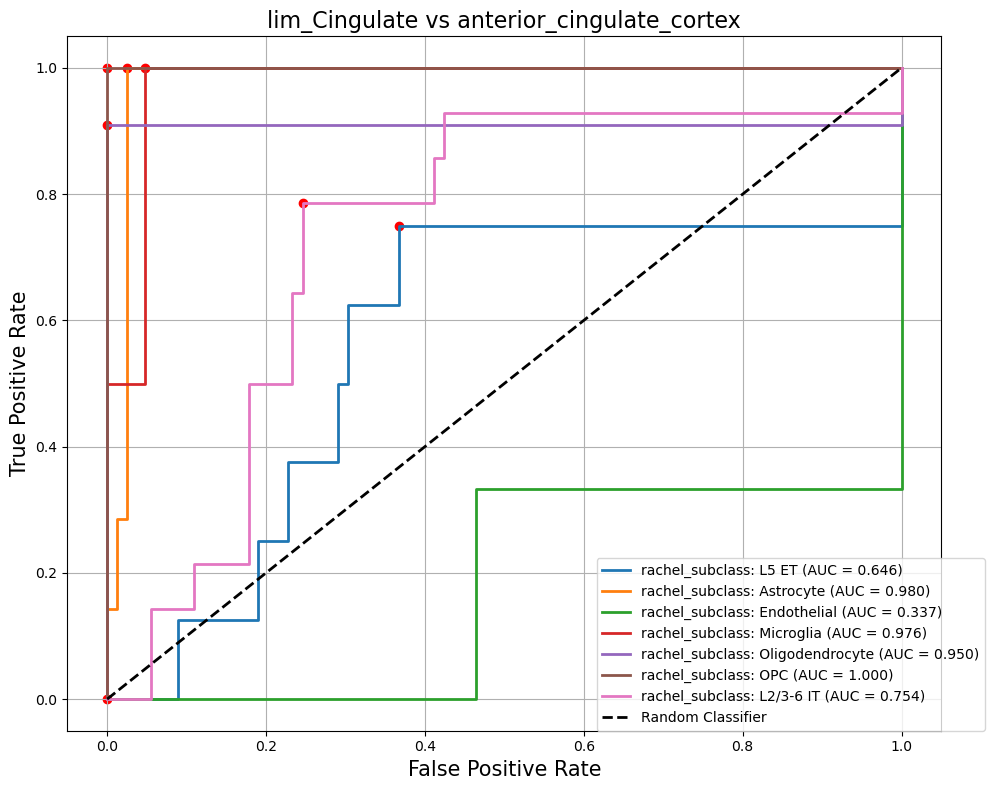 lim_Cingulate vs anterior_cingulate_cortex
1.0
0.8
0.6
0.4
0.2
0.0
True Positive Rate
rachel_subclass: L5 ET (AUC = 0.646)
rachel_subclass: Astrocyte (AUC = 0.980)
rachel_subclass: Endothelial (AUC = 0.337)
rachel_subclass: Microglia (AUC = 0.976)
rachel_subclass: Oligodendrocyte (AUC = 0.950)
rachel_subclass: OPC (AUC = 1.000)
rachel_subclass: L2/3-6 IT (AUC = 0.754)
Random Classifier
0.0 0.2 0.4 0.6 0.8 1.0
False Positive Rate